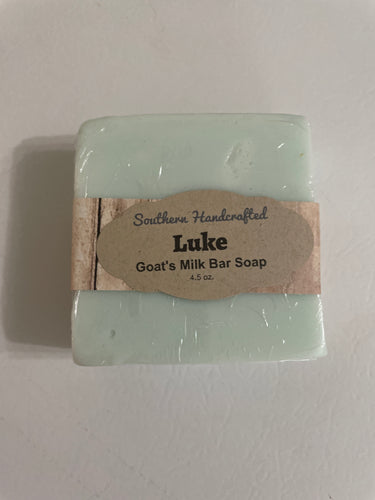 Southern Handcrafted
Luke
Goat's Milk Bar Soap
4.5 oz.